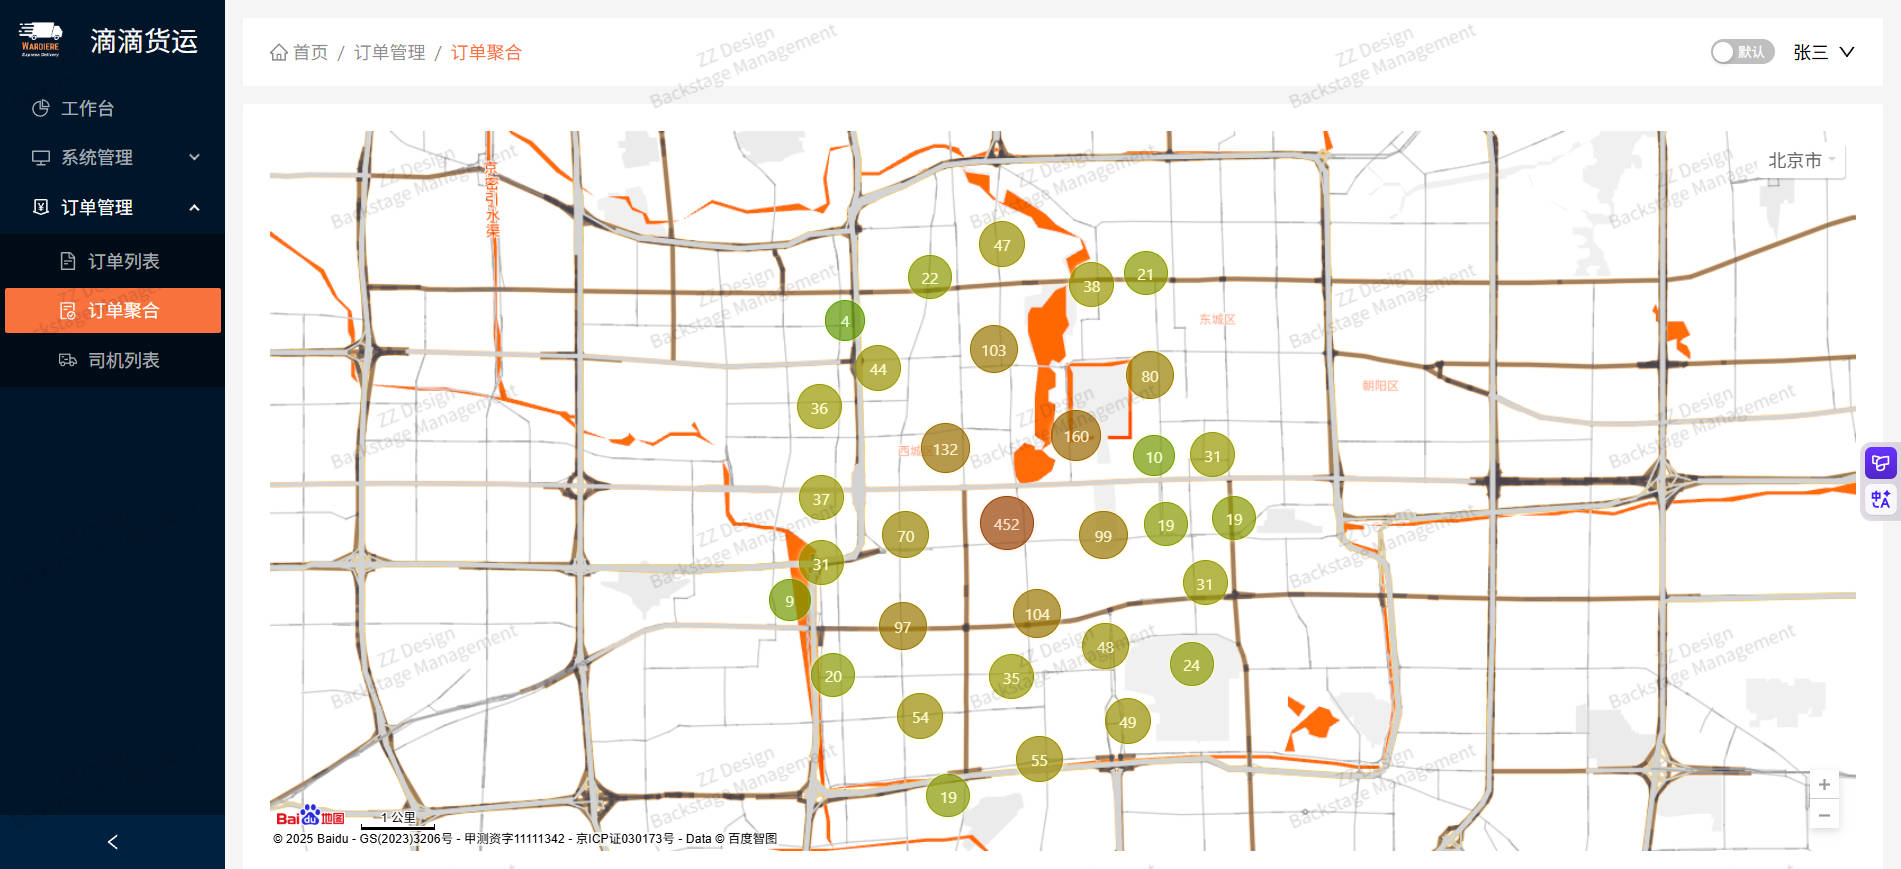 WARDIERE
Express Delivery
滴滴货运
工作台
系统管理
订单管理
订单列表
订单聚合
司机列表
首页 / 订单管理 / 订单聚合
默认
张三
北京市
京密引水渠
47
22
38
21
4
东城区
103
44
80
朝阳区
36
160
西城区
132
10
31
37
452
70
99
19
19
31
31
9
104
97
48
24
20
35
54
49
55
19
Bai du 地图
1 公里
© 2025 Baidu - GS(2023)3206号 - 甲测资字11111342 - 京ICP证030173号 - Data © 百度智图
ZZ Design
Backstage Management
中A